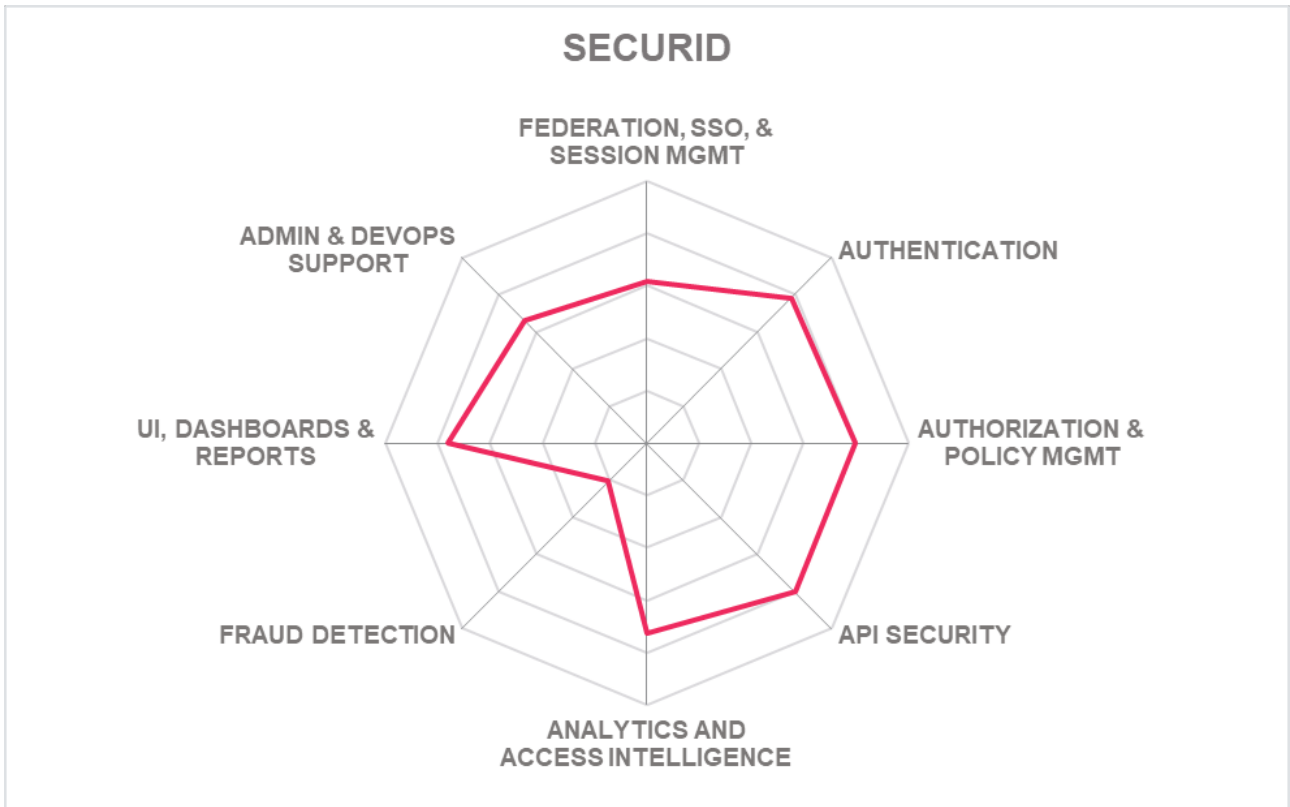 SECURID
FEDERATION, SSO, &
SESSION MGMT
ADMIN & DEVOPS
SUPPORT
AUTHENTICATION
UI, DASHBOARDS &
REPORTS
AUTHORIZATION &
POLICY MGMT
FRAUD DETECTION
API SECURITY
ANALYTICS AND
ACCESS INTELLIGENCE